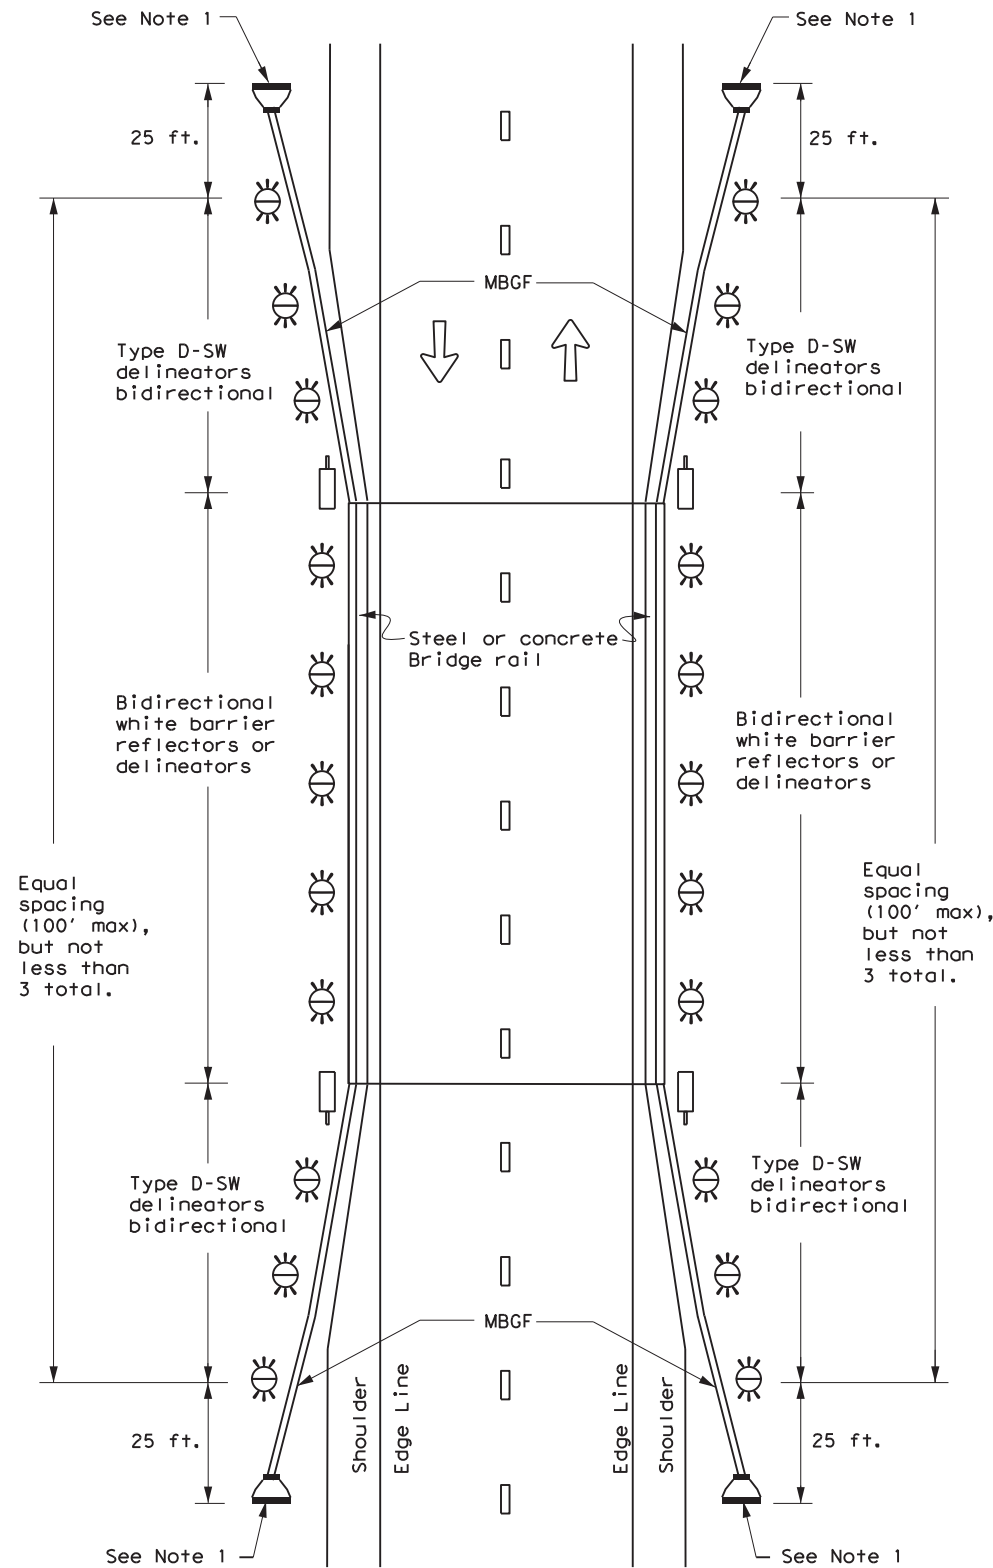 See Note 1
See Note 1
25 ft.
25 ft.
MBGF
Type D-SW
delineators
bidirectional
Type D-SW
delineators
bidirectional
Steel or concrete
Bridge rail
Bidirectional
white barrier
reflectors or
delineators
Bidirectional
white barrier
reflectors or
delineators
Equal
spacing
(100' max),
but not
less than
3 total.
Equal
spacing
(100' max),
but not
less than
3 total.
Type D-SW
delineators
bidirectional
Type D-SW
delineators
bidirectional
MBGF
Shoulder
Edge Line
Edge Line
Shoulder
25 ft.
25 ft.
See Note 1
See Note 1